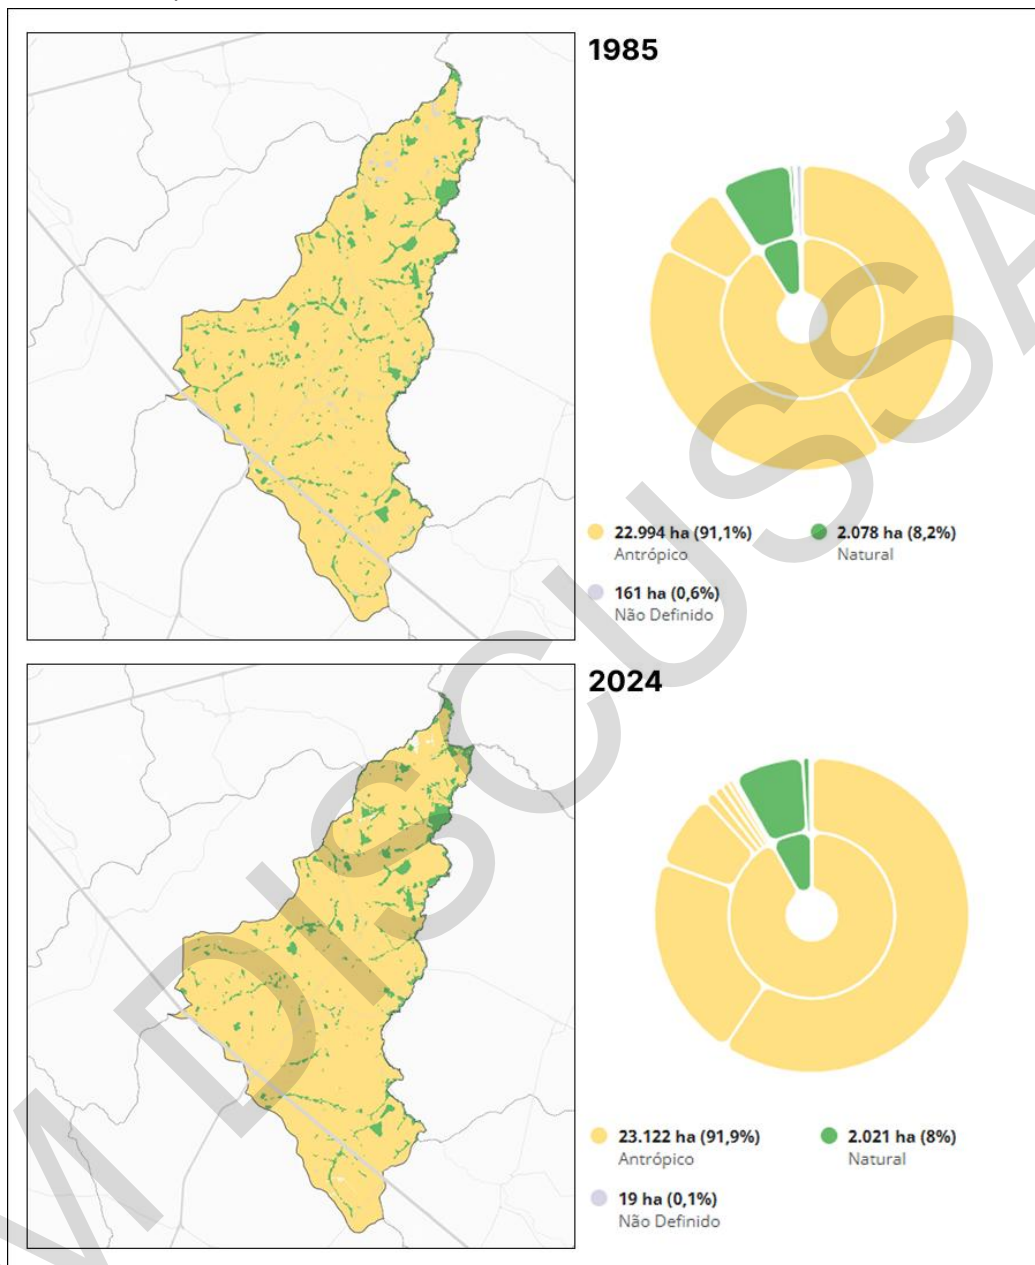 1985
22.994 ha (91,1%)
Antrópico
2.078 ha (8,2%)
Natural
161 ha (0,6%)
Não Definido
2024
23.122 ha (91,9%)
Antrópico
2.021 ha (8%)
Natural
19 ha (0,1%)
Não Definido
M DISCUSSÃ